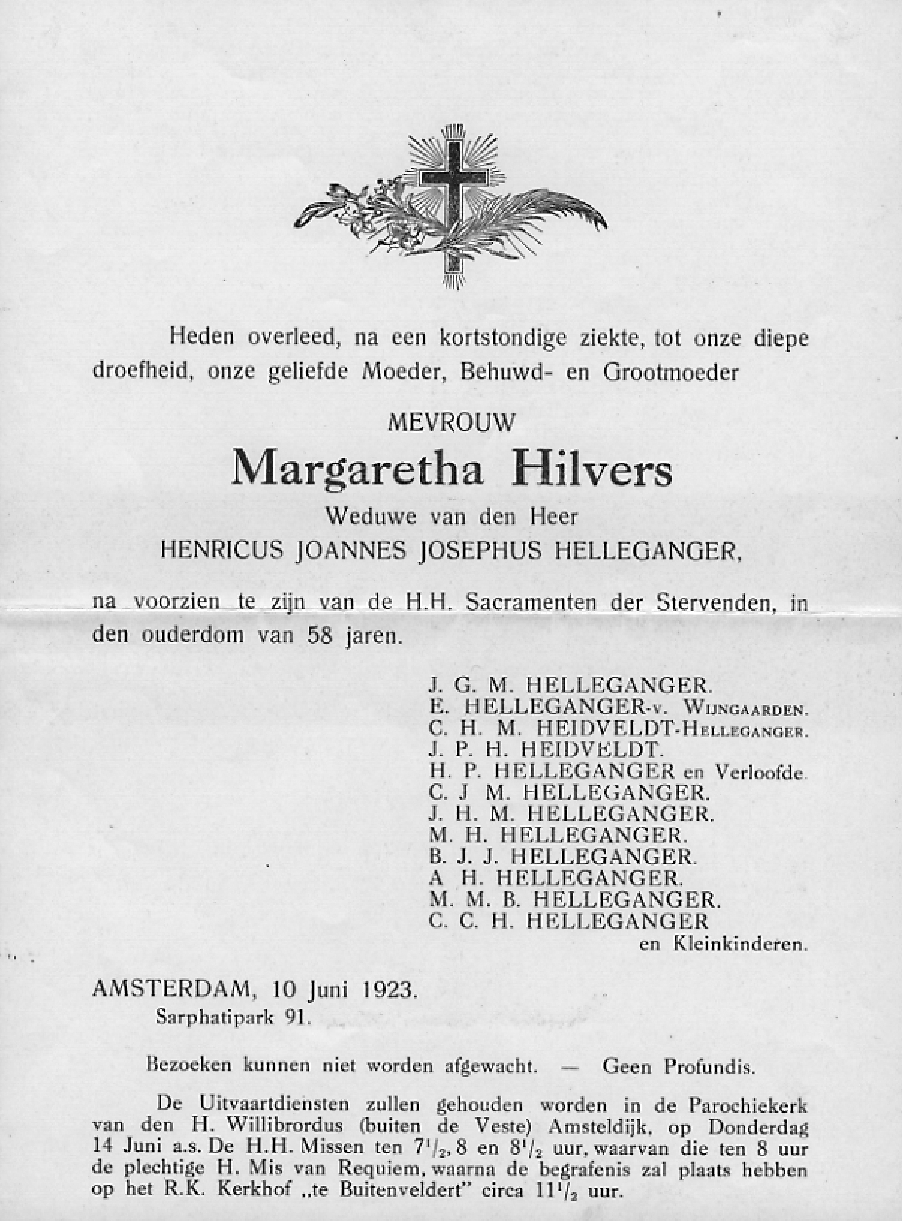 Heden overleed, na een kortstondige ziekte, tot onze diepe
droefheid, onze geliefde Moeder, Behuwd- en Grootmoeder
MEVROUW
Margaretha Hilvers
Weduwe van den Heer
HENRICUS JOANNES JOSEPHUS HELLEGANGER,
na voorzien te zijn van de H.H. Sacramenten der Stervenden, in
den ouderdom van 58 jaren.
J. G. M. HELLEGANGER.
E. HELLEGANGER-v. WIJNGAARDEN.
C. H. M. HEIDVELDT-HELLEGANGER.
J. P. H. HEIDVELDT.
H. P. HELLEGANGER en Verloofde.
C. J M. HELLEGANGER.
J. H. M. HELLEGANGER.
M. H. HELLEGANGER.
B. J. J. HELLEGANGER.
A H. HELLEGANGER.
M. M. B. HELLEGANGER.
C. C. H. HELLEGANGER
en Kleinkinderen.
AMSTERDAM, 10 Juni 1923.
Sarphatipark 91.
Bezoeken kunnen niet worden afgewacht. — Geen Profundis.
De Uitvaartdiensten zullen gehouden worden in de Parochiekerk
van den H. Willibrordus (buiten de Veste) Amsteldijk, op Donderdag
14 Juni a.s. De H.H. Missen ten 7¹/₂, 8 en 8¹/₂ uur, waarvan die ten 8 uur
de plechtige H. Mis van Requiem, waarna de begrafenis zal plaats hebben
op het R.K. Kerkhof „te Buitenveldert" circa 11¹/₂ uur.